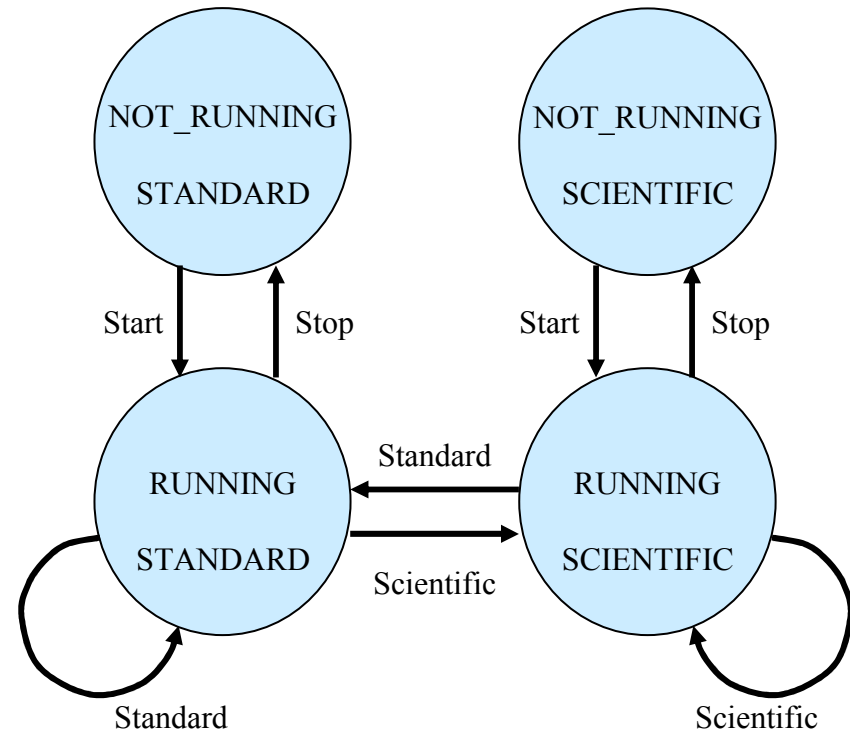 NOT_RUNNING
STANDARD
NOT_RUNNING
SCIENTIFIC
Start
Stop
Start
Stop
RUNNING
STANDARD
Standard
Scientific
RUNNING
SCIENTIFIC
Standard
Scientific